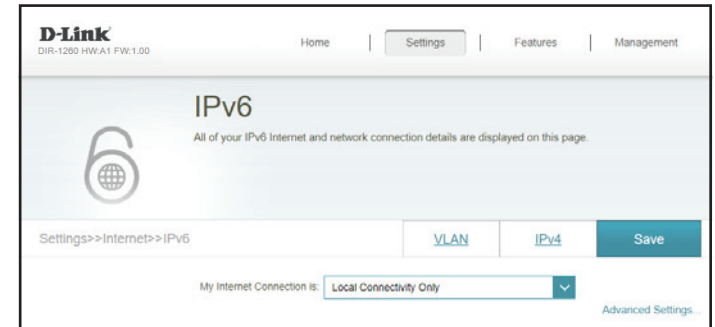 D-Link
DIR-1260 HW:A1 FW:1.00
Home | Settings | Features | Management
IPv6
All of your IPv6 Internet and network connection details are displayed on this page.
Settings>>Internet>>IPv6
VLAN
IPv4
Save
My Internet Connection is: Local Connectivity Only
Advanced Settings...